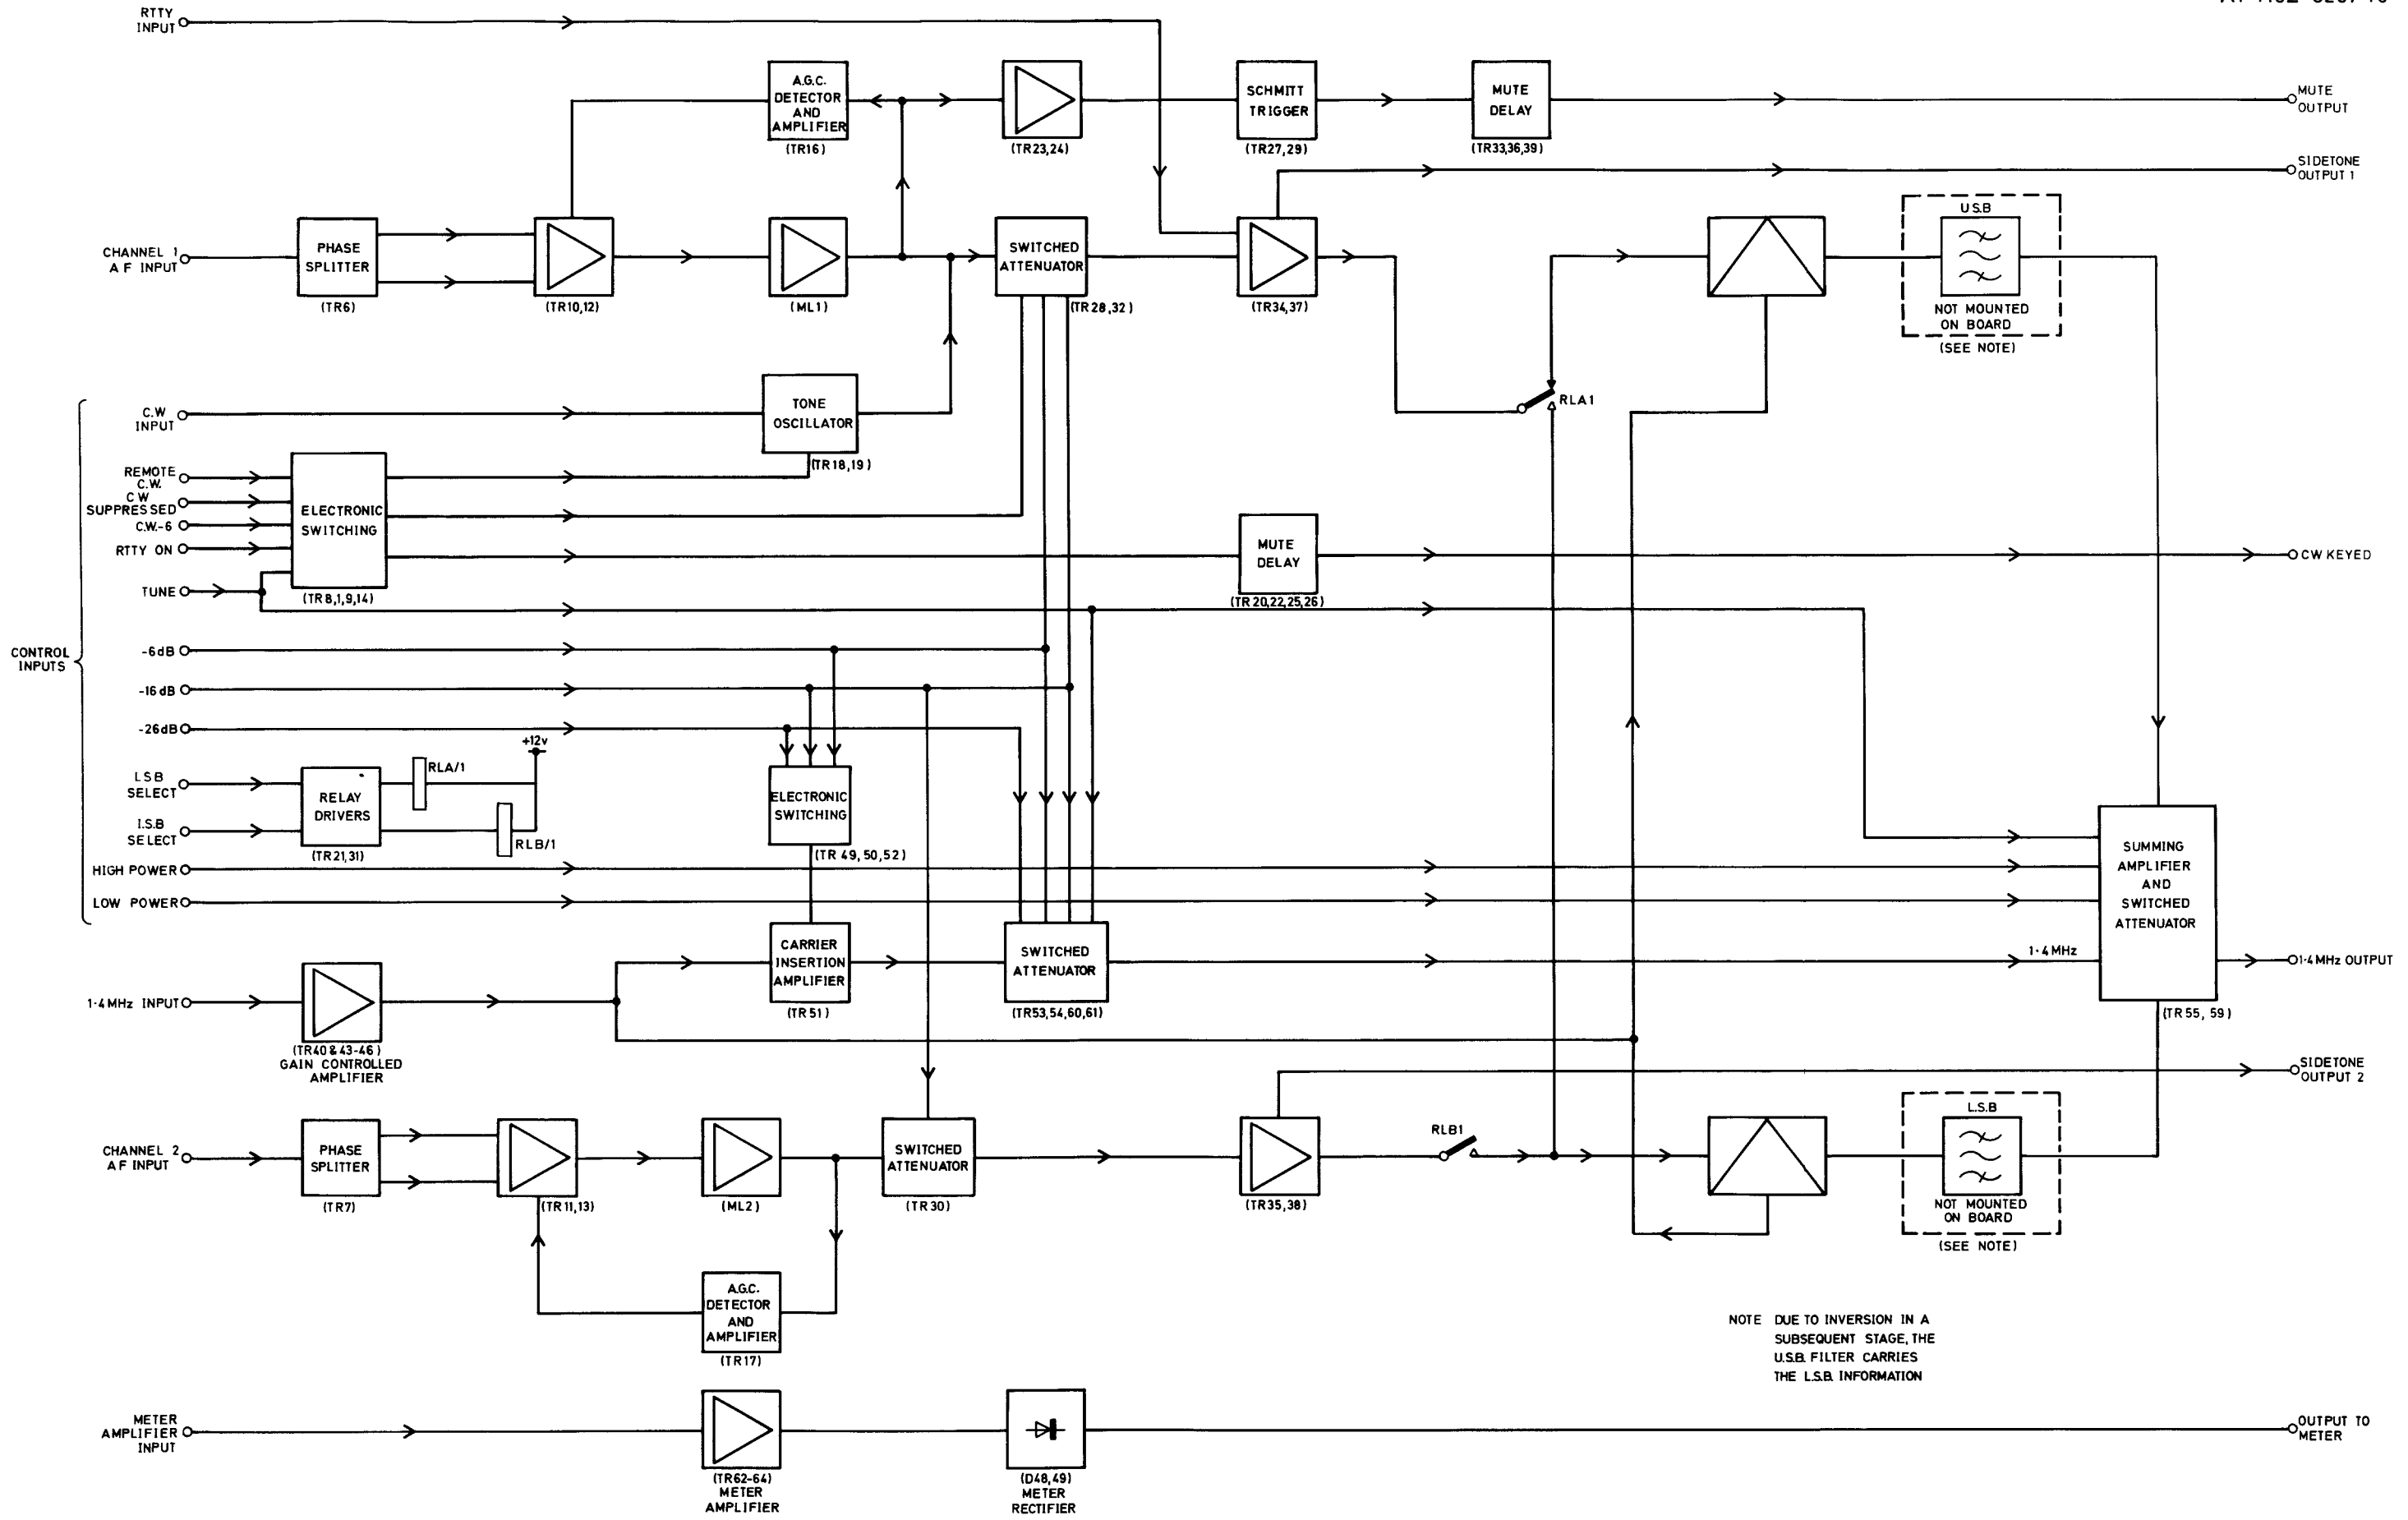 RTTY
INPUT
A.G.C.
DETECTOR
AND
AMPLIFIER
(TR16)
(TR23,24)
SCHMITT
TRIGGER
(TR27,29)
MUTE
DELAY
(TR33,36,39)
MUTE
OUTPUT
SIDETONE
OUTPUT 1
CHANNEL 1
A F INPUT
PHASE
SPLITTER
(TR6)
(TR10,12)
(ML1)
SWITCHED
ATTENUATOR
(TR28,32)
(TR34,37)
U.S.B
NOT MOUNTED
ON BOARD
(SEE NOTE)
RLA1
CONTROL
INPUTS
C.W
INPUT
TONE
OSCILLATOR
(TR18,19)
REMOTE
C.W.
CW
SUPPRESSED
C.W.-6
RTTY ON
TUNE
ELECTRONIC
SWITCHING
(TR8,1,9,14)
MUTE
DELAY
(TR20,22,25,26)
CW KEYED
-6dB
-16dB
-26dB
+12v
LSB
SELECT
I.S.B
SELECT
RELAY
DRIVERS
(TR21,31)
RLA/1
RLB/1
ELECTRONIC
SWITCHING
(TR 49,50,52)
HIGH POWER
LOW POWER
SUMMING
AMPLIFIER
AND
SWITCHED
ATTENUATOR
(TR55, 59)
1·4MHz
1·4MHz OUTPUT
1·4MHz INPUT
(TR40&43-46)
GAIN CONTROLLED
AMPLIFIER
CARRIER
INSERTION
AMPLIFIER
(TR51)
SWITCHED
ATTENUATOR
(TR53,54,60,61)
SIDETONE
OUTPUT 2
CHANNEL 2
A F INPUT
PHASE
SPLITTER
(TR7)
(TR11,13)
(ML2)
SWITCHED
ATTENUATOR
(TR30)
(TR35,38)
RLB1
L.S.B
NOT MOUNTED
ON BOARD
(SEE NOTE)
A.G.C.
DETECTOR
AND
AMPLIFIER
(TR17)
NOTE DUE TO INVERSION IN A
SUBSEQUENT STAGE, THE
U.S.B. FILTER CARRIES
THE L.S.B. INFORMATION
METER
AMPLIFIER
INPUT
(TR62-64)
METER
AMPLIFIER
(D48,49)
METER
RECTIFIER
OUTPUT TO
METER